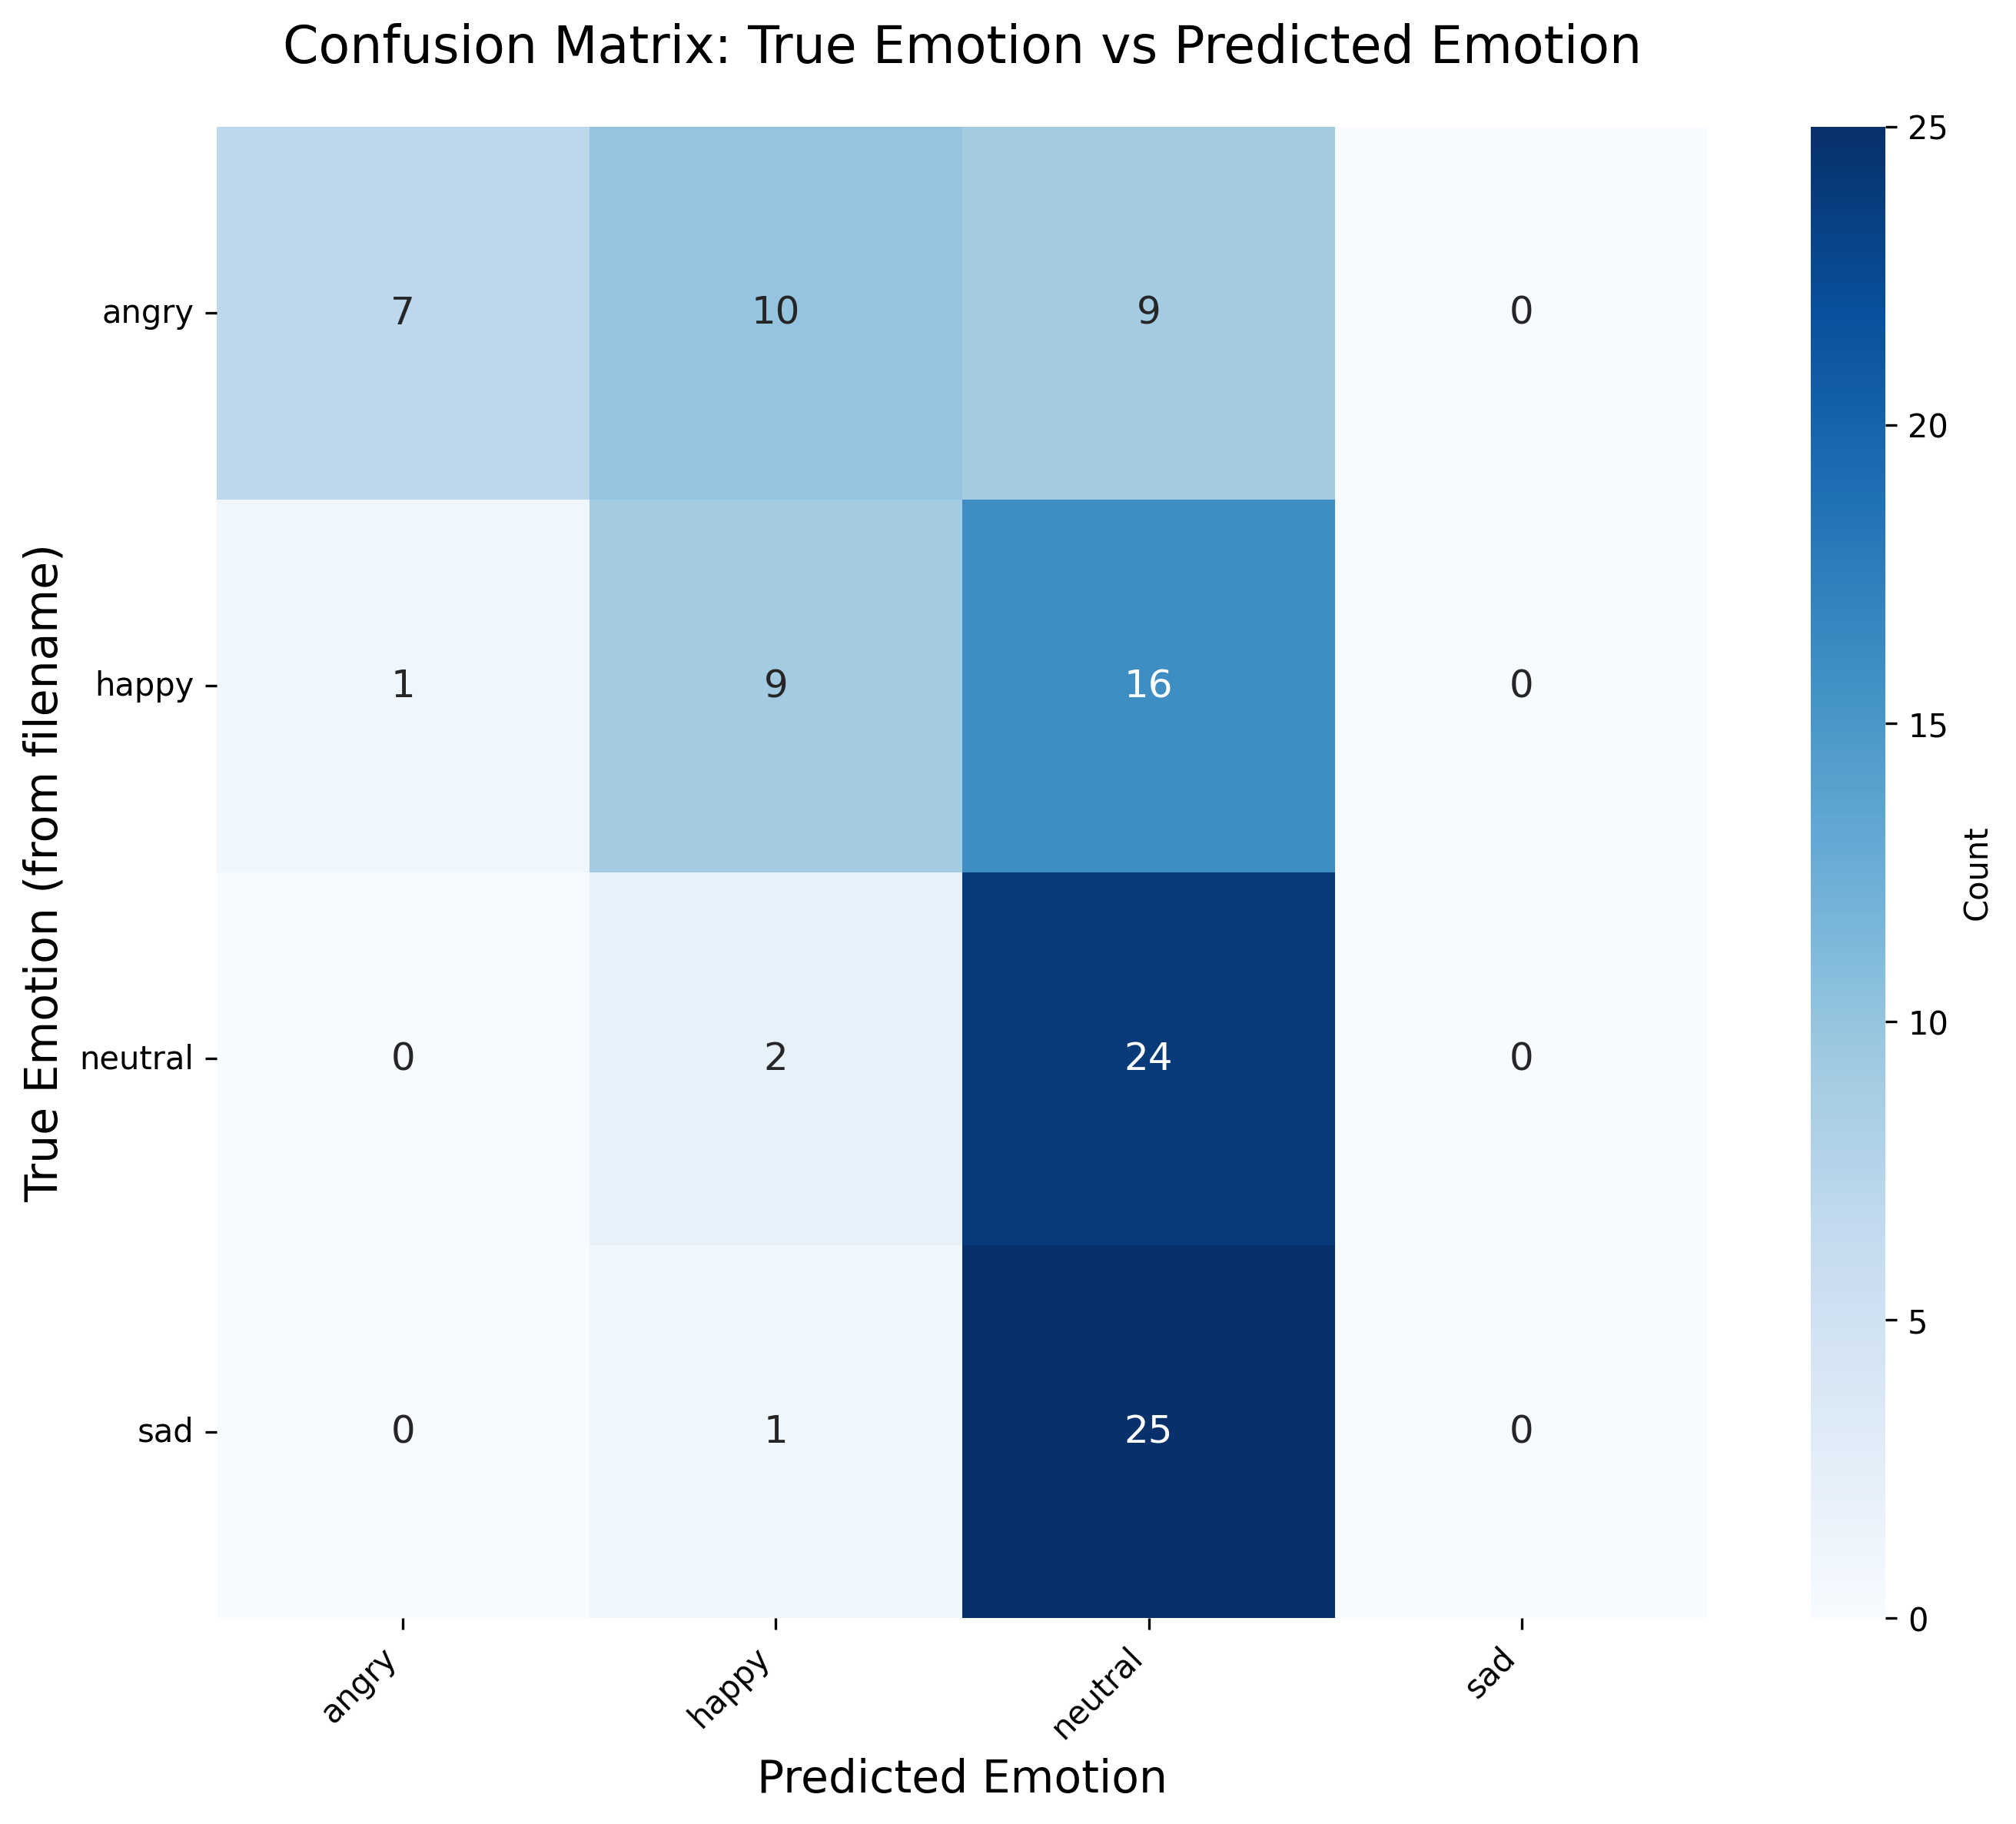 Confusion Matrix: True Emotion vs Predicted Emotion
True Emotion (from filename)
angry 7 10 9 0
happy 1 9 16 0
neutral 0 2 24 0
sad 0 1 25 0
angry happy neutral sad
Predicted Emotion
25
20
15
10
5
0
Count